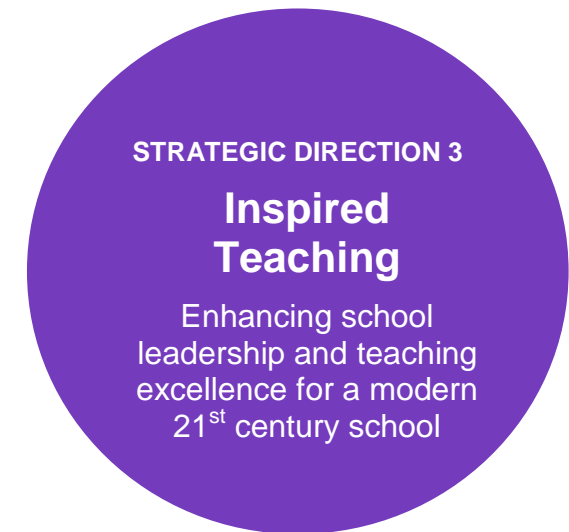 STRATEGIC DIRECTION 3
Inspired
Teaching
Enhancing school
leadership and teaching
excellence for a modern
21st century school